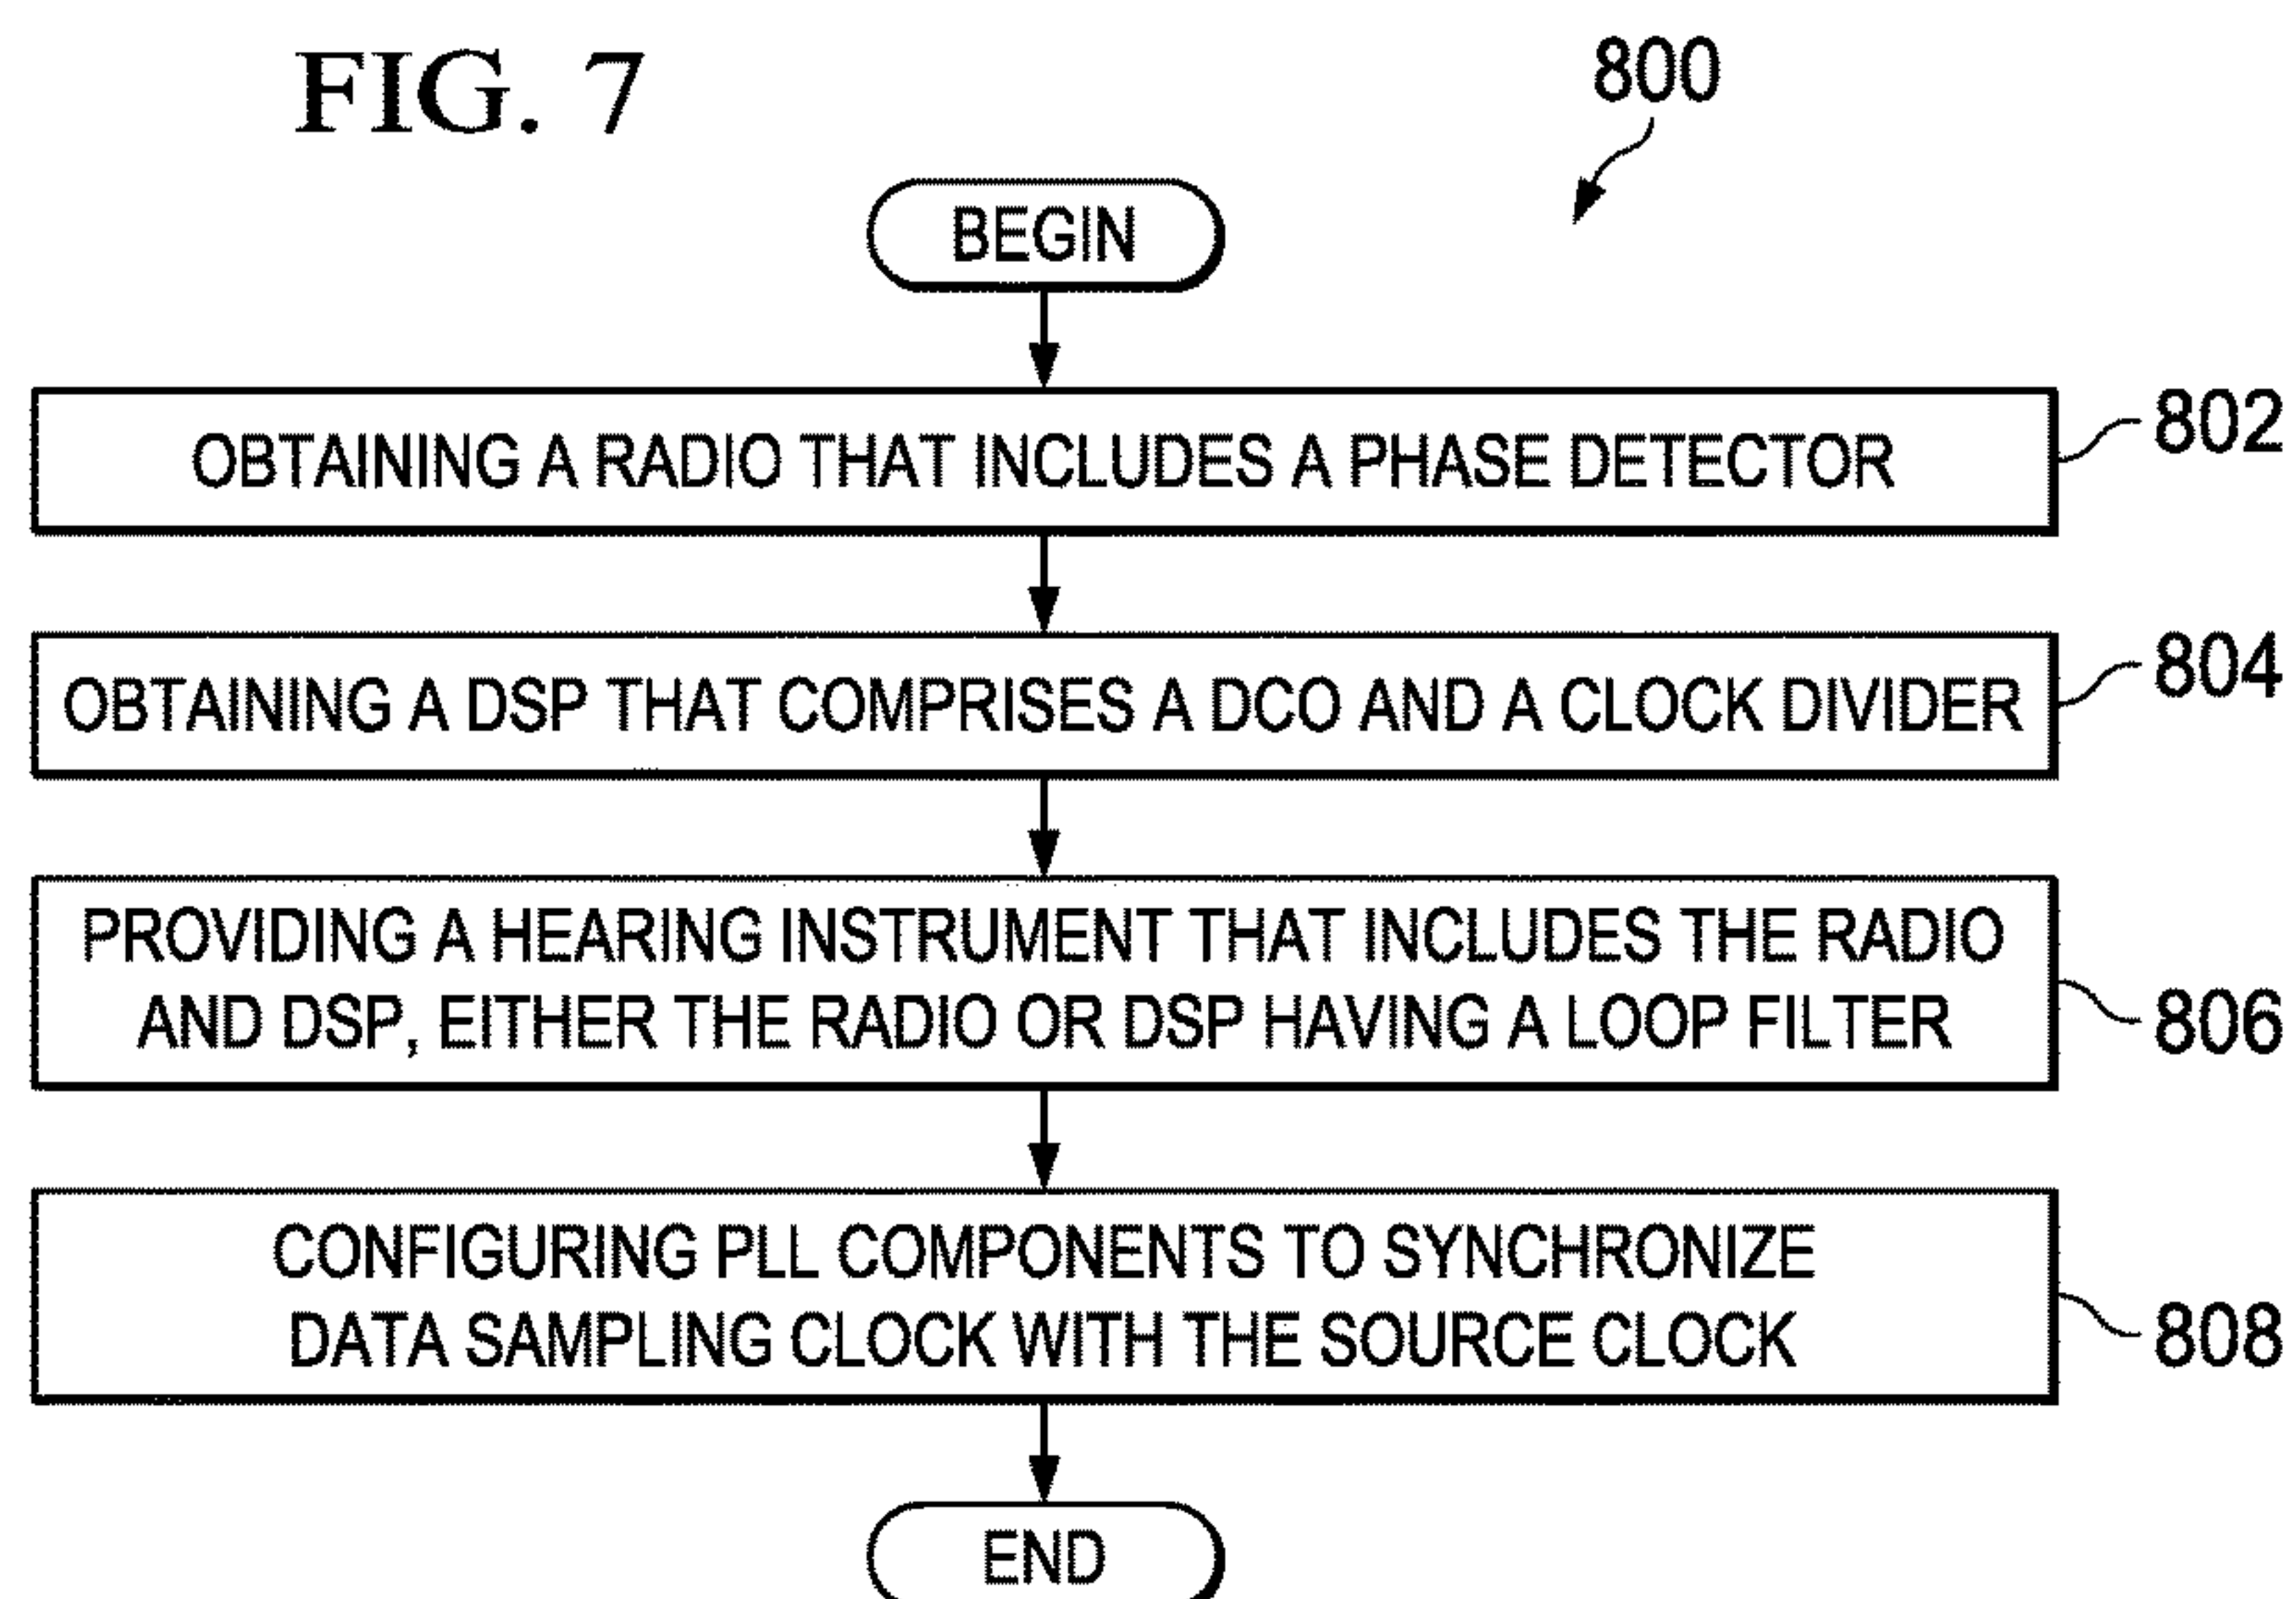 FIG. 7
800
BEGIN
OBTAINING A RADIO THAT INCLUDES A PHASE DETECTOR
802
OBTAINING A DSP THAT COMPRISES A DCO AND A CLOCK DIVIDER
804
PROVIDING A HEARING INSTRUMENT THAT INCLUDES THE RADIO
AND DSP, EITHER THE RADIO OR DSP HAVING A LOOP FILTER
806
CONFIGURING PLL COMPONENTS TO SYNCHRONIZE
DATA SAMPLING CLOCK WITH THE SOURCE CLOCK
808
END